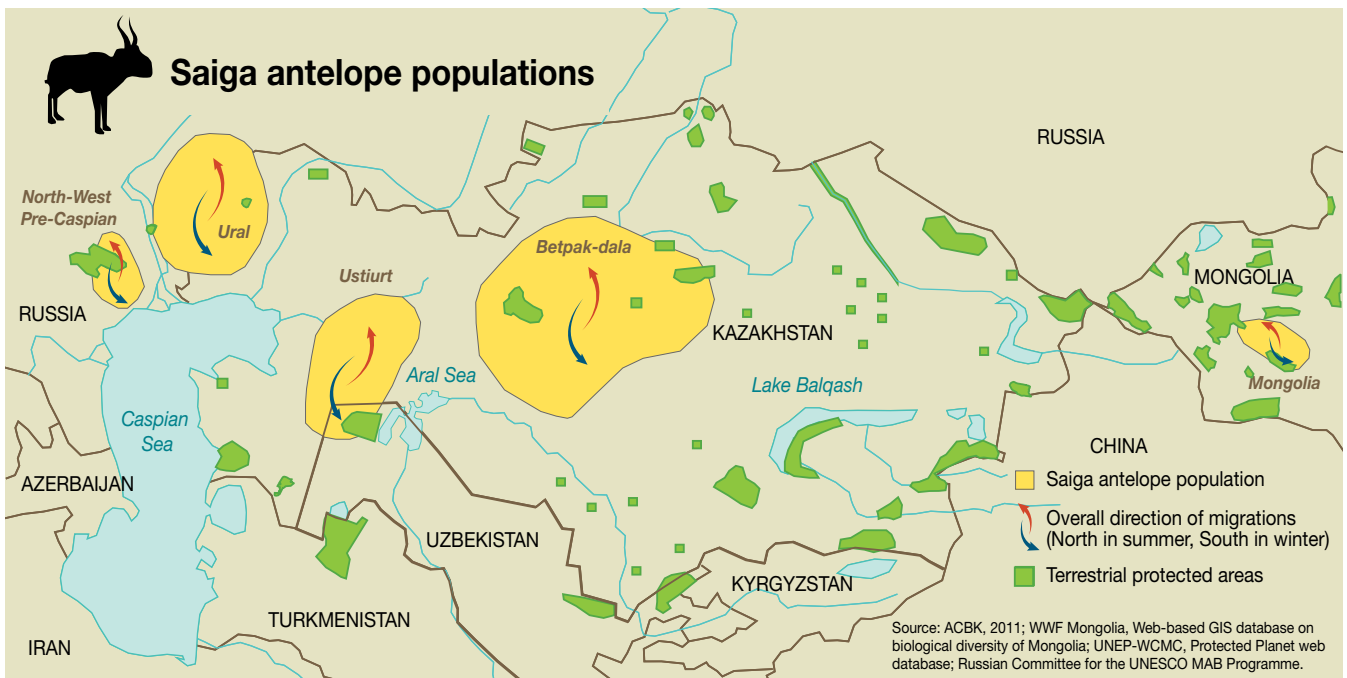 Saiga antelope populations
RUSSIA
North-West
Pre-Caspian
Ural
Betpak-dala
Ustiurt
MONGOLIA
RUSSIA
KAZAKHSTAN
Aral Sea
Lake Balqash
Mongolia
Caspian
Sea
CHINA
AZERBAIJAN
UZBEKISTAN
KYRGYZSTAN
TURKMENISTAN
IRAN
Saiga antelope population
Overall direction of migrations
(North in summer, South in winter)
Terrestrial protected areas
Source: ACBK, 2011; WWF Mongolia, Web-based GIS database on
biological diversity of Mongolia; UNEP-WCMC, Protected Planet web
database; Russian Committee for the UNESCO MAB Programme.